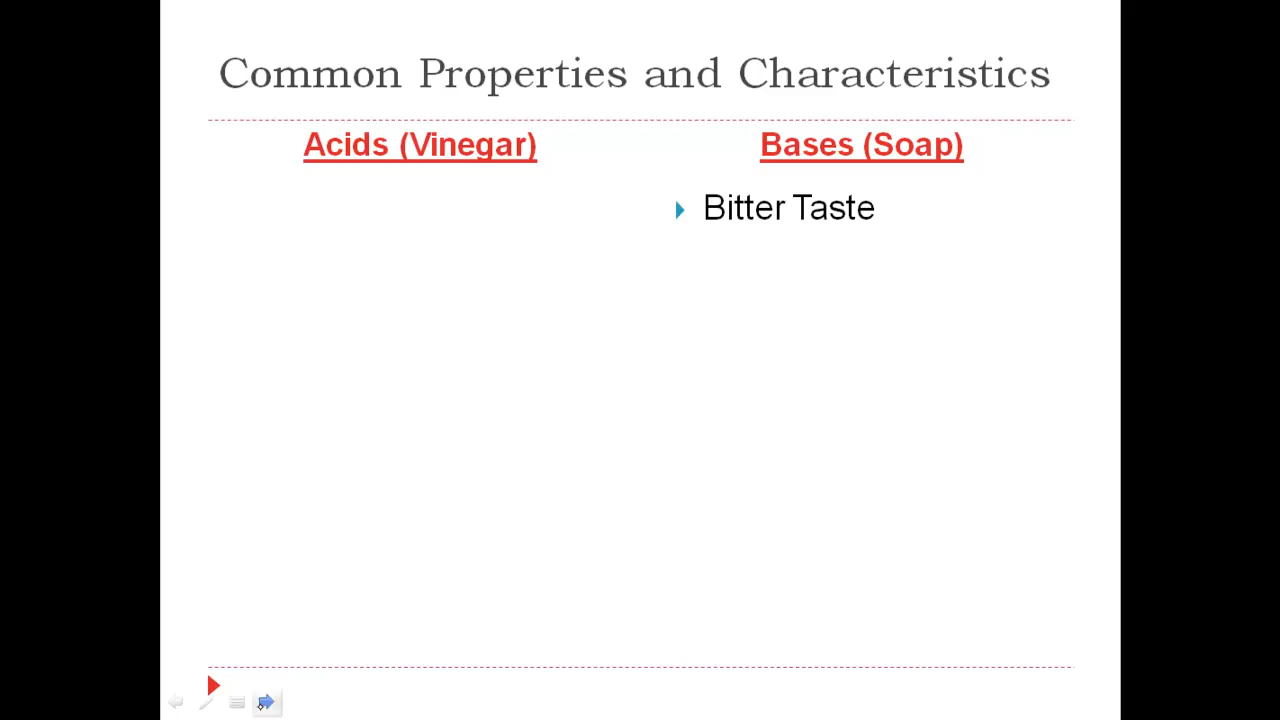 Common Properties and Characteristics
Acids (Vinegar)
Bases (Soap)
Bitter Taste